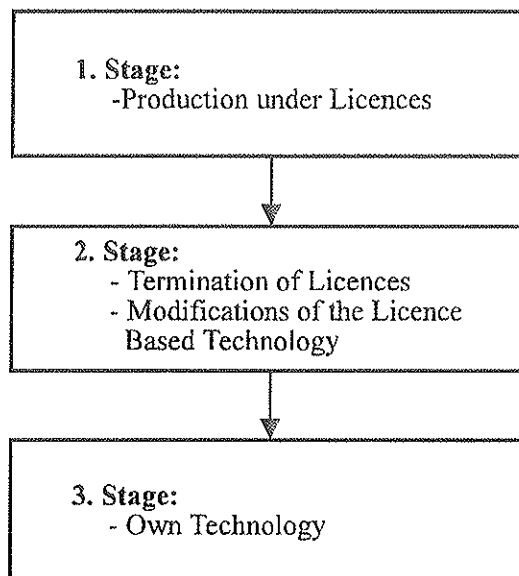 1. Stage:
-Production under Licences
2. Stage:
- Termination of Licences
- Modifications of the Licence
Based Technology
3. Stage:
- Own Technology